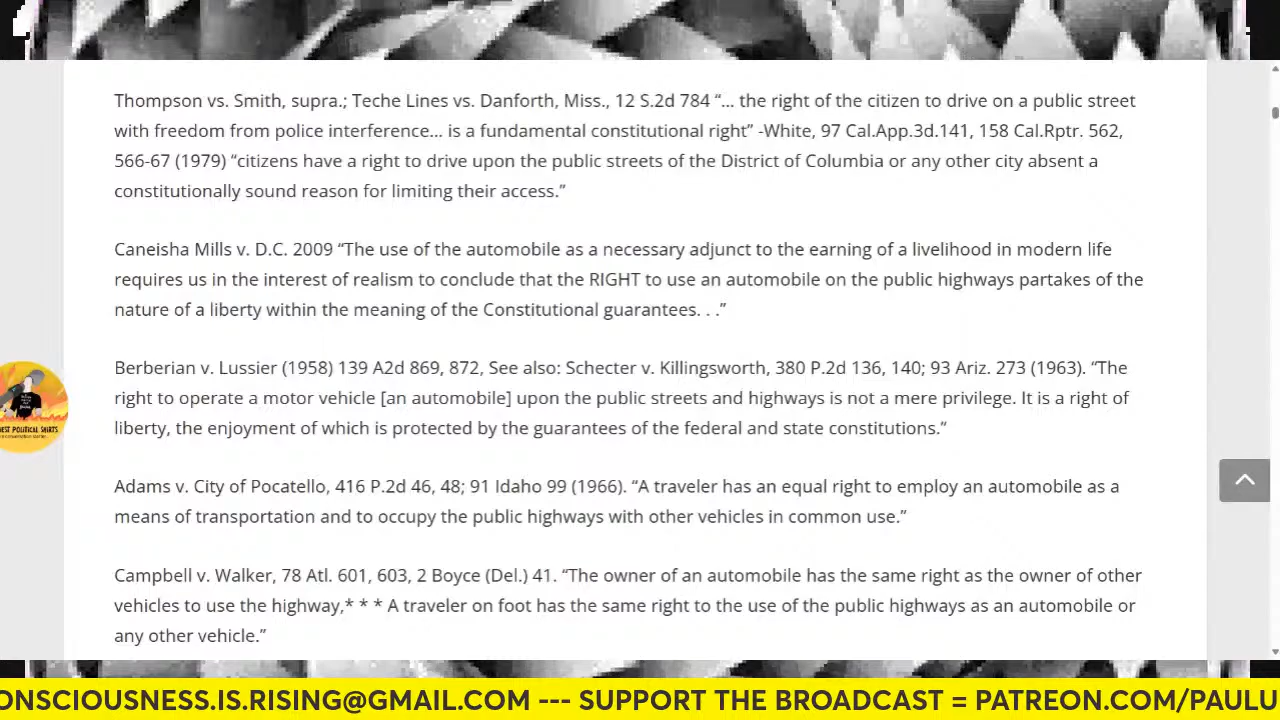 Thompson vs. Smith, supra.; Teche Lines vs. Danforth, Miss., 12 S.2d 784 “… the right of the citizen to drive on a public street
with freedom from police interference… is a fundamental constitutional right” -White, 97 Cal.App.3d.141, 158 Cal.Rptr. 562,
566-67 (1979) “citizens have a right to drive upon the public streets of the District of Columbia or any other city absent a
constitutionally sound reason for limiting their access.”
Caneisha Mills v. D.C. 2009 “The use of the automobile as a necessary adjunct to the earning of a livelihood in modern life
requires us in the interest of realism to conclude that the RIGHT to use an automobile on the public highways partakes of the
nature of a liberty within the meaning of the Constitutional guarantees. . .”
Berberian v. Lussier (1958) 139 A2d 869, 872, See also: Schecter v. Killingsworth, 380 P.2d 136, 140; 93 Ariz. 273 (1963). “The
right to operate a motor vehicle [an automobile] upon the public streets and highways is not a mere privilege. It is a right of
liberty, the enjoyment of which is protected by the guarantees of the federal and state constitutions.”
Adams v. City of Pocatello, 416 P.2d 46, 48; 91 Idaho 99 (1966). “A traveler has an equal right to employ an automobile as a
means of transportation and to occupy the public highways with other vehicles in common use.”
Campbell v. Walker, 78 Atl. 601, 603, 2 Boyce (Del.) 41. “The owner of an automobile has the same right as the owner of other
vehicles to use the highway,* * * A traveler on foot has the same right to the use of the public highways as an automobile or
any other vehicle.”
EST POLITICAL SHIRTS
ONSCIOUSNESS.IS.RISING@GMAIL.COM --- SUPPORT THE BROADCAST = PATREON.COM/PAULU